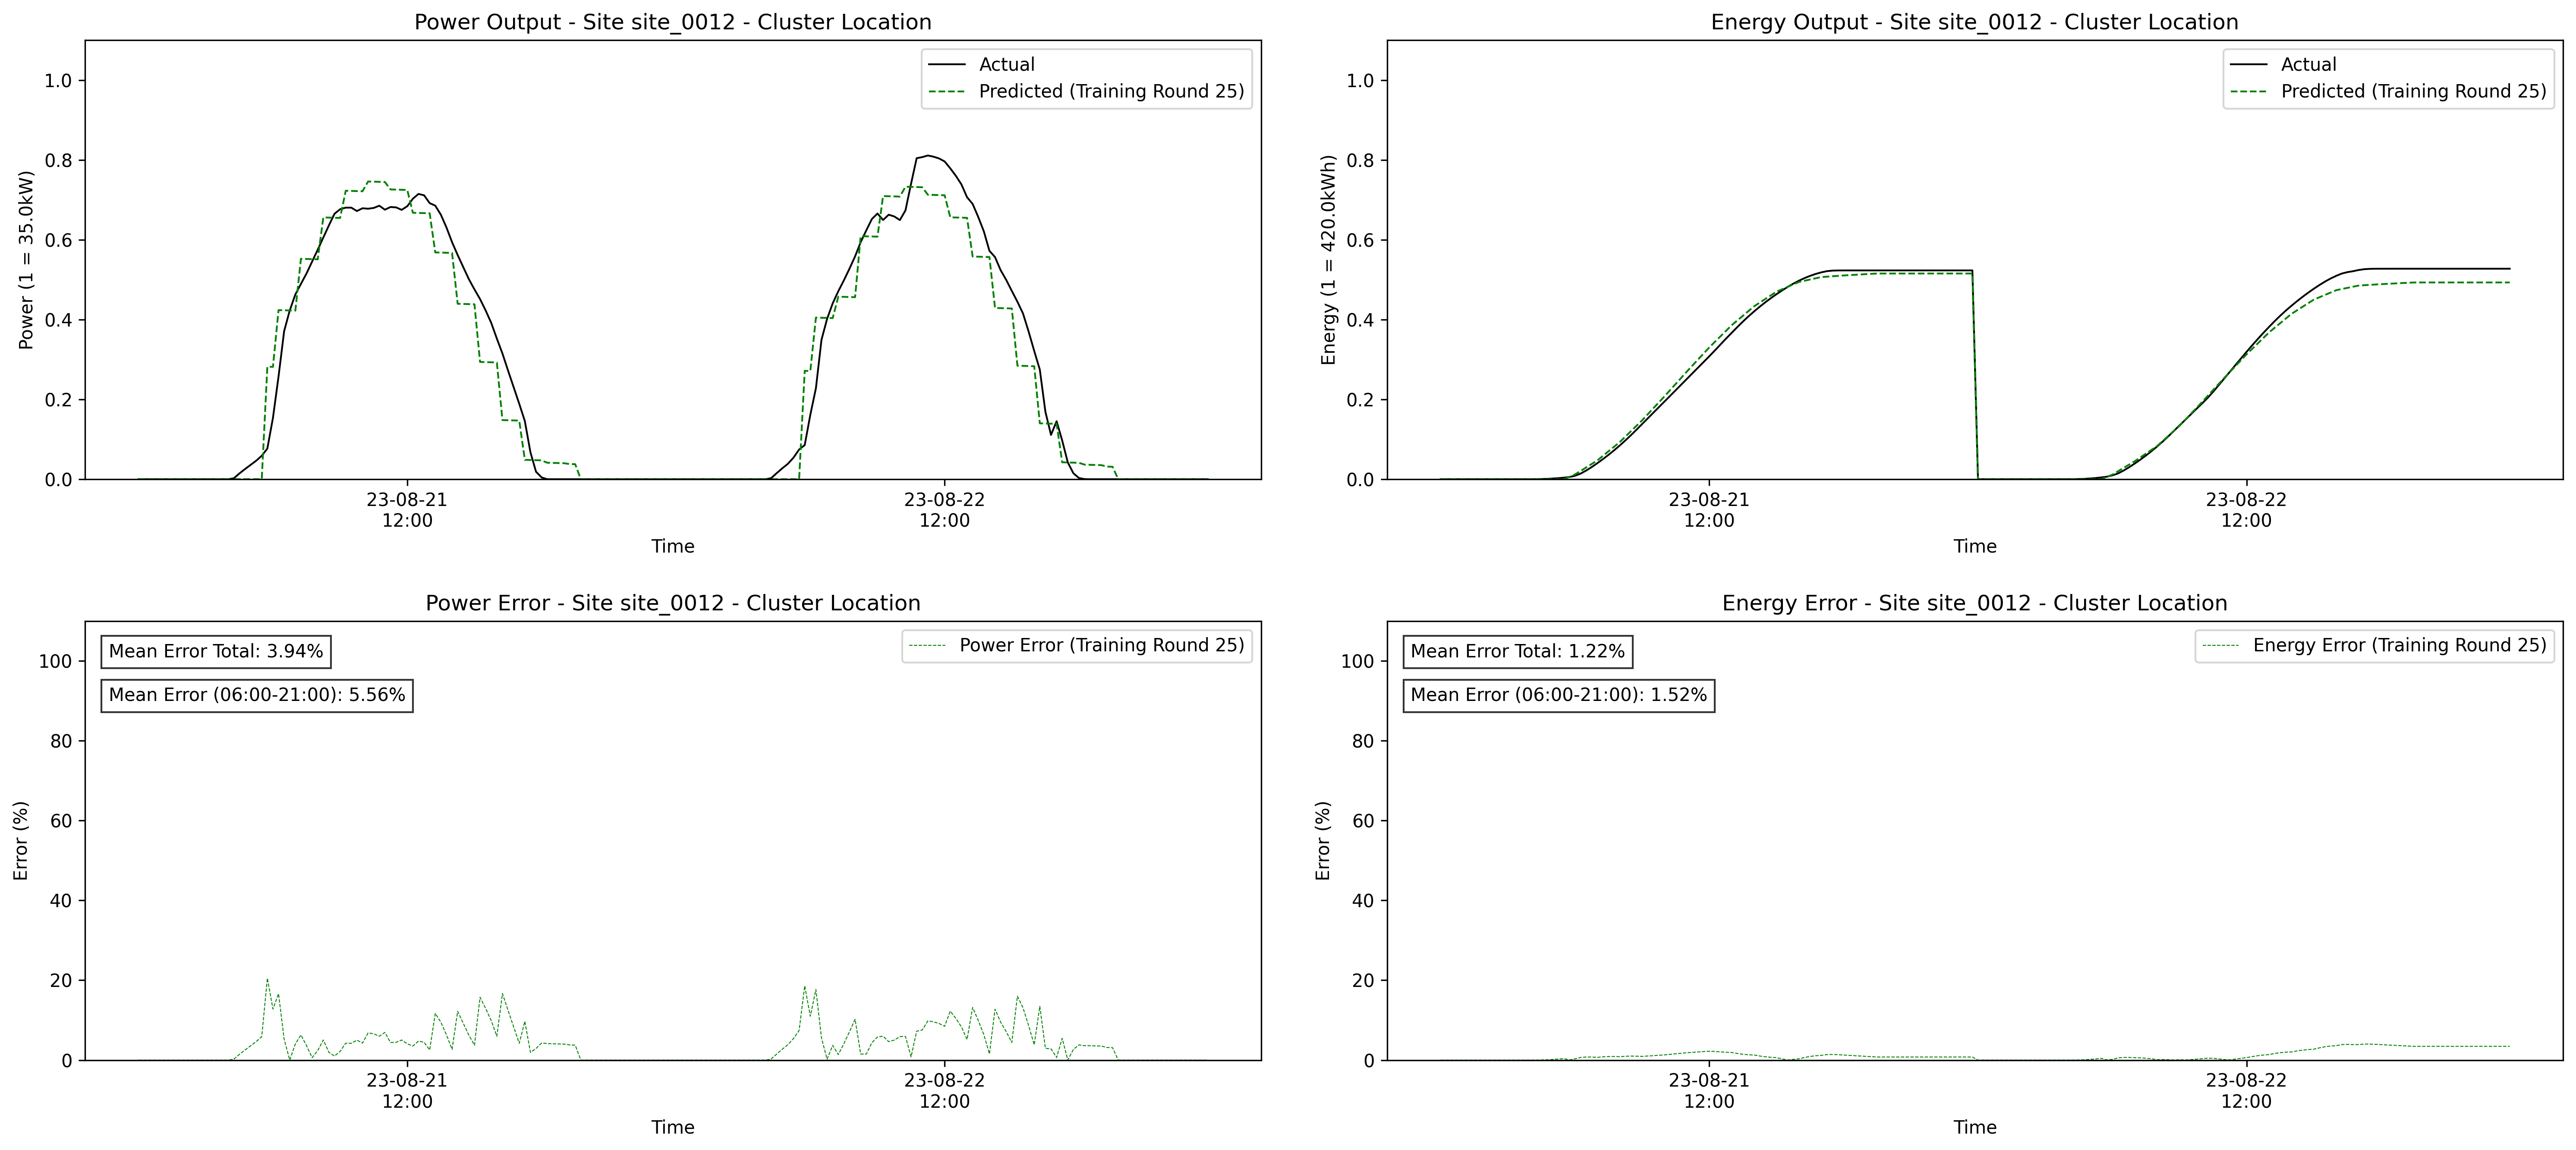 Power Output - Site site_0012 - Cluster Location
Power (1 = 35.0kW)
1.0
0.8
0.6
0.4
0.2
0.0
Actual
Predicted (Training Round 25)
23-08-21
12:00
23-08-22
12:00
Time
Energy Output - Site site_0012 - Cluster Location
Energy (1 = 420.0kWh)
1.0
0.8
0.6
0.4
0.2
0.0
Actual
Predicted (Training Round 25)
23-08-21
12:00
23-08-22
12:00
Time
Power Error - Site site_0012 - Cluster Location
Error (%)
100
80
60
40
20
0
Mean Error Total: 3.94%
Mean Error (06:00-21:00): 5.56%
Power Error (Training Round 25)
23-08-21
12:00
23-08-22
12:00
Time
Energy Error - Site site_0012 - Cluster Location
Error (%)
100
80
60
40
20
0
Mean Error Total: 1.22%
Mean Error (06:00-21:00): 1.52%
Energy Error (Training Round 25)
23-08-21
12:00
23-08-22
12:00
Time